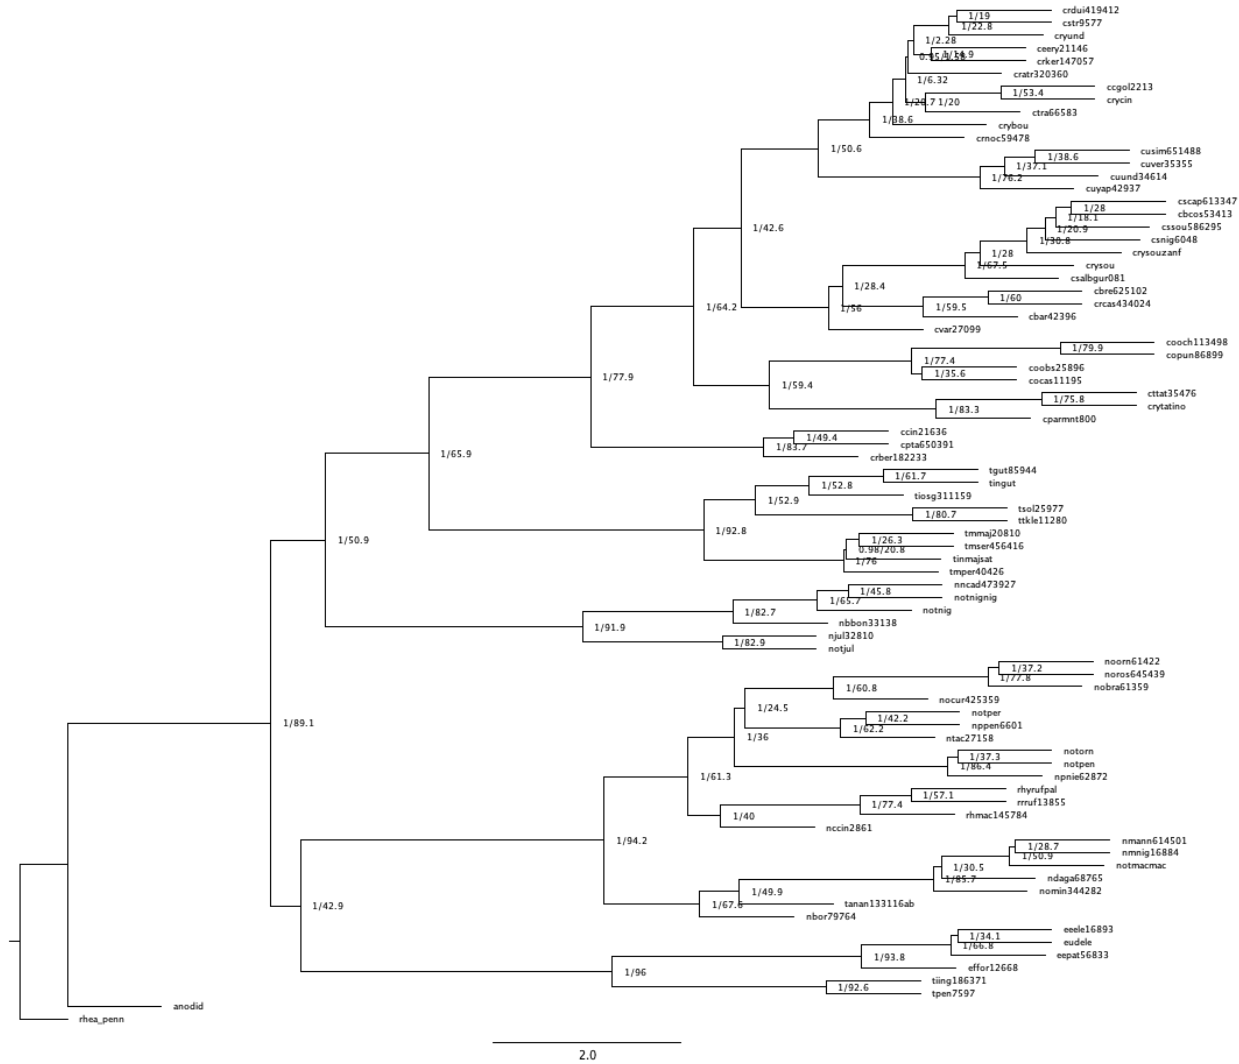 crdui419412
1/19
cstr9577
1/22.8
cryund
1/2.28
ceery21146
crker147057
cratr320360
1/6.32
ccgol2213
1/53.4
crycin
1/20
ctra66583
1/38.6
crybou
crnoc59478
1/50.6
cusim651488
1/38.6
cuver35355
1/37.1
cuund34614
1/76.2
cuyap42937
cscap613347
1/28
cbcos53413
1/18.1
cssou586295
1/20.9
csnig6048
1/30.8
crysouzanf
1/42.6
1/28
crysou
1/67.5
csalbgur081
1/28.4
cbre625102
1/60
crcas434024
1/59.5
1/56
cbar42396
cvar27099
1/64.2
cooch113498
1/79.9
copun86899
1/77.4
coobs25896
1/35.6
cocas11195
1/59.4
cttat35476
1/75.8
crytatino
1/83.3
cparmnt800
1/77.9
ccin21636
1/49.4
cpta650391
1/83.7
crber182233
1/65.9
tgut85944
1/61.7
tingut
1/52.8
tiosg311159
1/52.9
tsol25977
1/80.7
ttkle11280
1/92.8
tmmaj20810
1/26.3
tmser456416
0.98/20.8
tinmajsat
1/76
tmper40426
1/50.9
nncad473927
1/45.8
notnignig
1/65.7
notnig
1/82.7
nbbon33138
1/91.9
njul32810
1/82.9
notjul
noorn61422
1/37.2
noros645439
1/77.8
nobra61359
1/60.8
nocur425359
1/24.5
notper
1/42.2
nppen6601
1/62.2
ntac27158
1/36
notorn
1/37.3
notpen
1/86.4
npnie62872
1/61.3
rhyrufpal
1/57.1
rrruf13855
1/77.4
rhmac145784
1/40
nccin2861
1/89.1
1/94.2
nmann614501
1/28.7
nmnig16884
1/50.9
notmacmac
1/30.5
ndaga68765
1/85.7
nomin344282
1/49.9
tanan133116ab
1/67.6
nbor79764
1/42.9
eeele16893
1/34.1
eudele
1/66.8
eepat56833
1/93.8
effor12668
1/96
tiing186371
1/92.6
tpen7597
anodid
rhea_penn
2.0